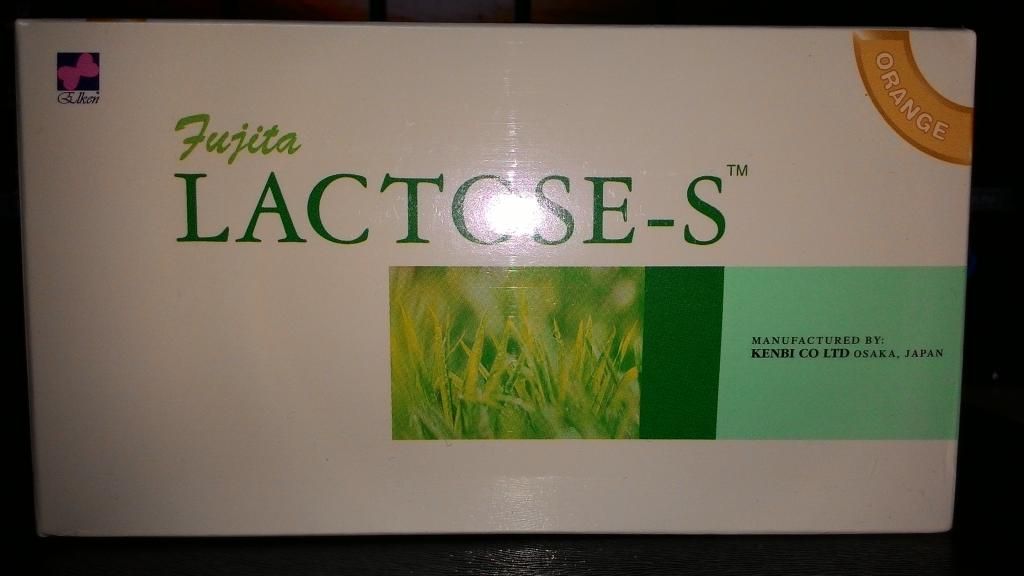 Elken
ORANGE
Fujita
LACTOSE-S™
MANUFACTURED BY:
KENBI CO LTD OSAKA, JAPAN